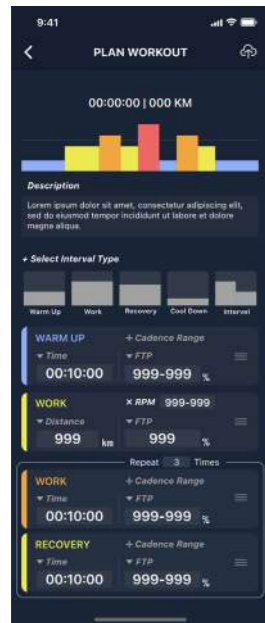 9:41
PLAN WORKOUT
00:00:00 | 000 KM
Description
Lorem ipsum dolor sit amet, consectetur adipiscing elit,
sed do eiusmod tempor incididunt ut labore et dolore
magna aliqua.
+ Select Interval Type
Warm Up Work Recovery Cool Down Interval
WARM UP + Cadence Range
Time FTP
00:10:00 999-999 %
WORK × RPM 999-999
Distance FTP
999 km 999 %
Repeat 3 Times
WORK + Cadence Range
Time FTP
00:10:00 999-999 %
RECOVERY + Cadence Range
Time FTP
00:10:00 999-999 %